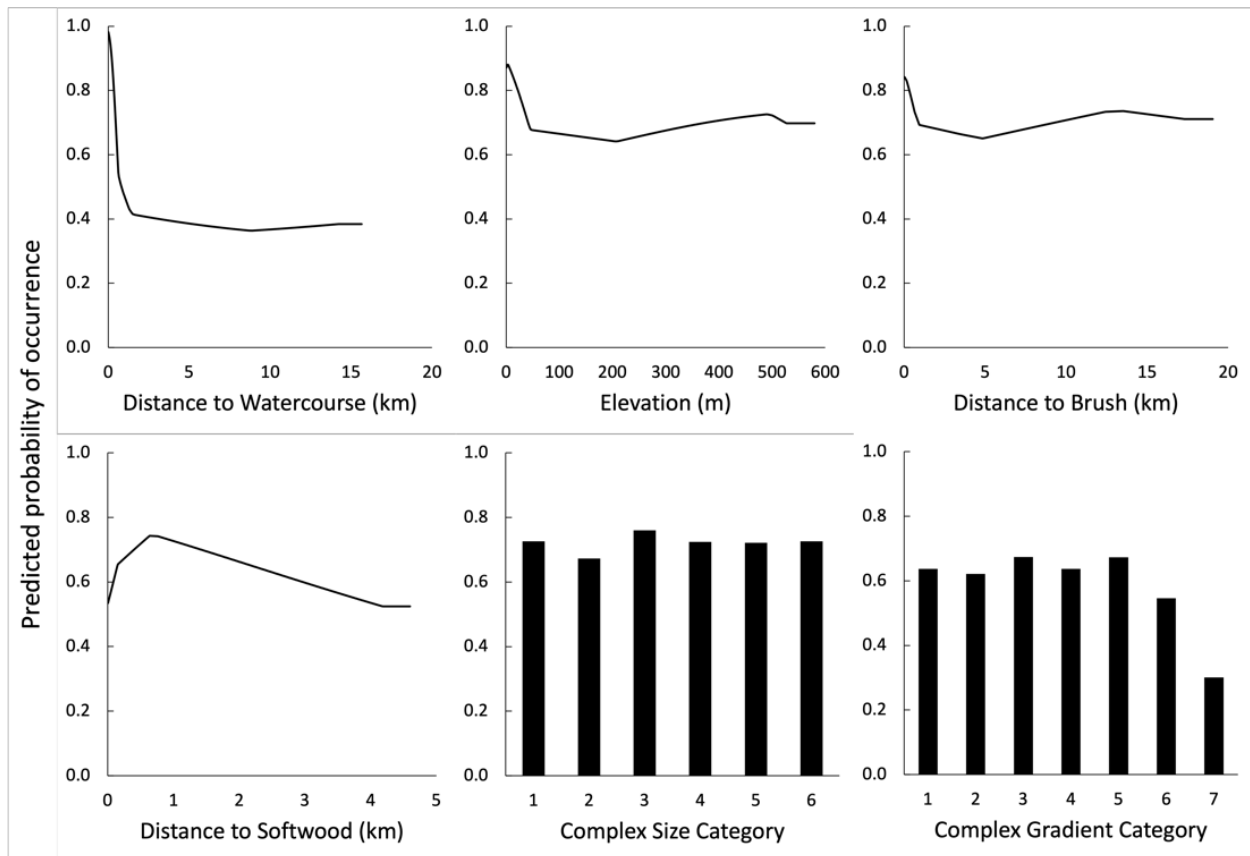 Predicted probability of occurrence
1.0
0.8
0.6
0.4
0.2
0.0
0 5 10 15 20
Distance to Watercourse (km)
1.0
0.8
0.6
0.4
0.2
0.0
0 100 200 300 400 500 600
Elevation (m)
1.0
0.8
0.6
0.4
0.2
0.0
0 5 10 15 20
Distance to Brush (km)
1.0
0.8
0.6
0.4
0.2
0.0
0 1 2 3 4 5
Distance to Softwood (km)
1.0
0.8
0.6
0.4
0.2
0.0
1 2 3 4 5 6
Complex Size Category
1.0
0.8
0.6
0.4
0.2
0.0
1 2 3 4 5 6 7
Complex Gradient Category